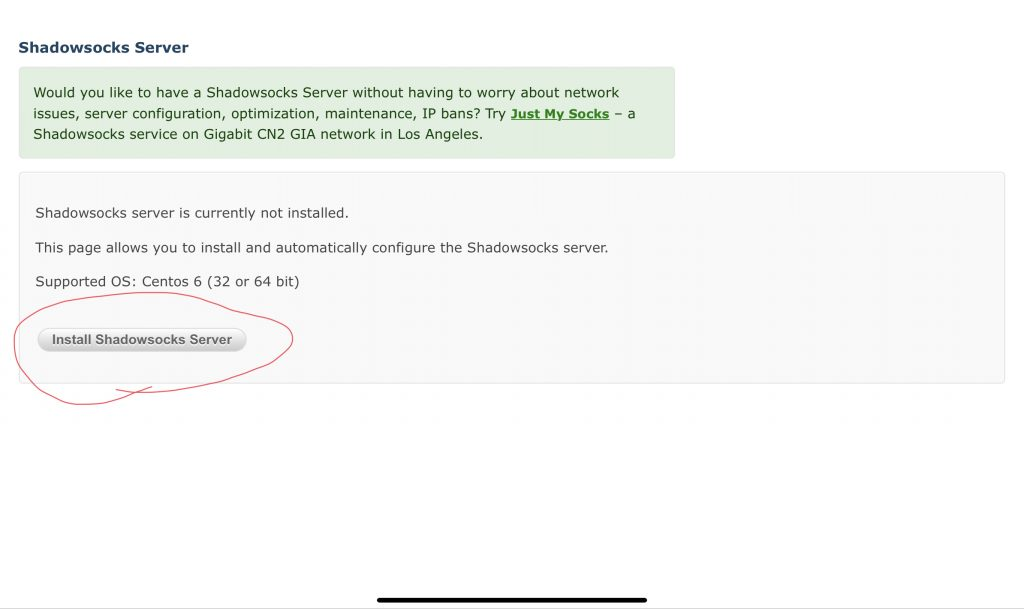 Shadowsocks Server
Would you like to have a Shadowsocks Server without having to worry about network
issues, server configuration, optimization, maintenance, IP bans? Try Just My Socks – a
Shadowsocks service on Gigabit CN2 GIA network in Los Angeles.
Shadowsocks server is currently not installed.
This page allows you to install and automatically configure the Shadowsocks server.
Supported OS: Centos 6 (32 or 64 bit)
Install Shadowsocks Server